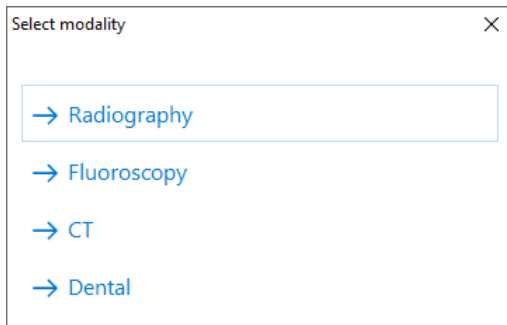 Select modality
→ Radiography
→ Fluoroscopy
→ CT
→ Dental